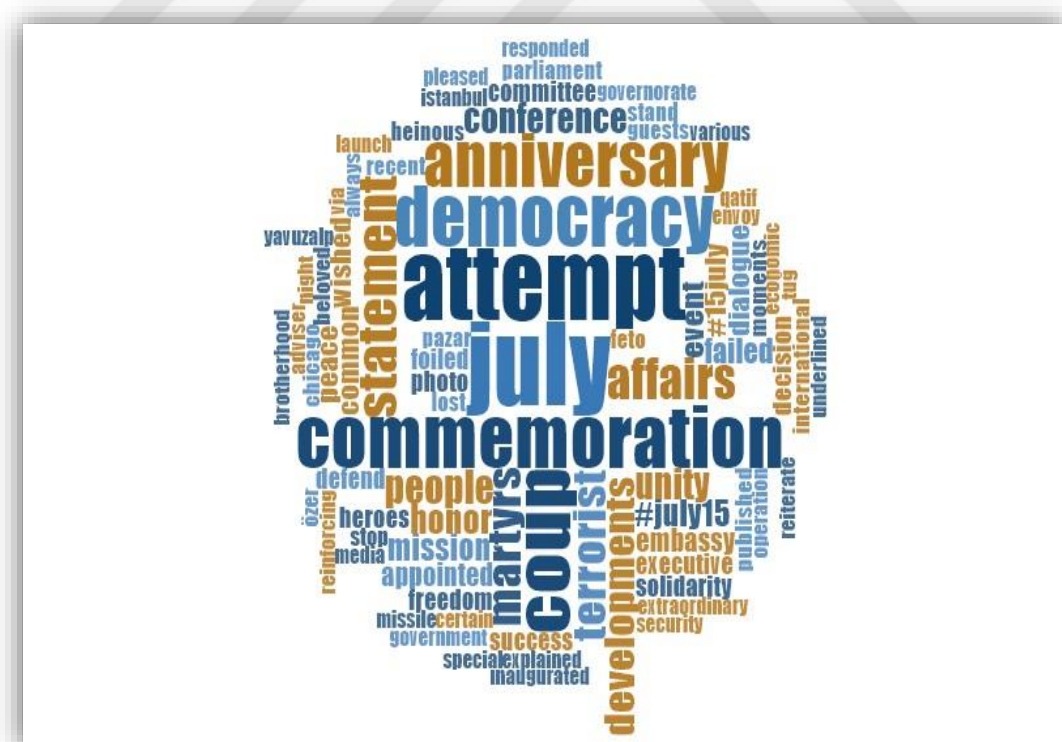 responded
pleased
parliament
istanbul
committee
governorate
conference
stand
heinous
guests
various
launch
anniversary
recent
always
via
statement
democracy
qatif
envoy
yavuzalp
wished
attempt
beloved
night
adviser
brotherhood
chicago
peace
common
event
#15july
dialogue
moments
economic
tug
pazar
foiled
photo
lost
july
feto
affairs
failed
decision
international
underlined
commemoration
defend
people
martyrs
coup
terrorist
developments
unity
published
operation
reiterate
özer
reinforcing
heroes
honor
#july15
stop
media
mission
embassy
appointed
executive
freedom
solidarity
missile
certain
extraordinary
government
success
security
special
explained
inaugurated